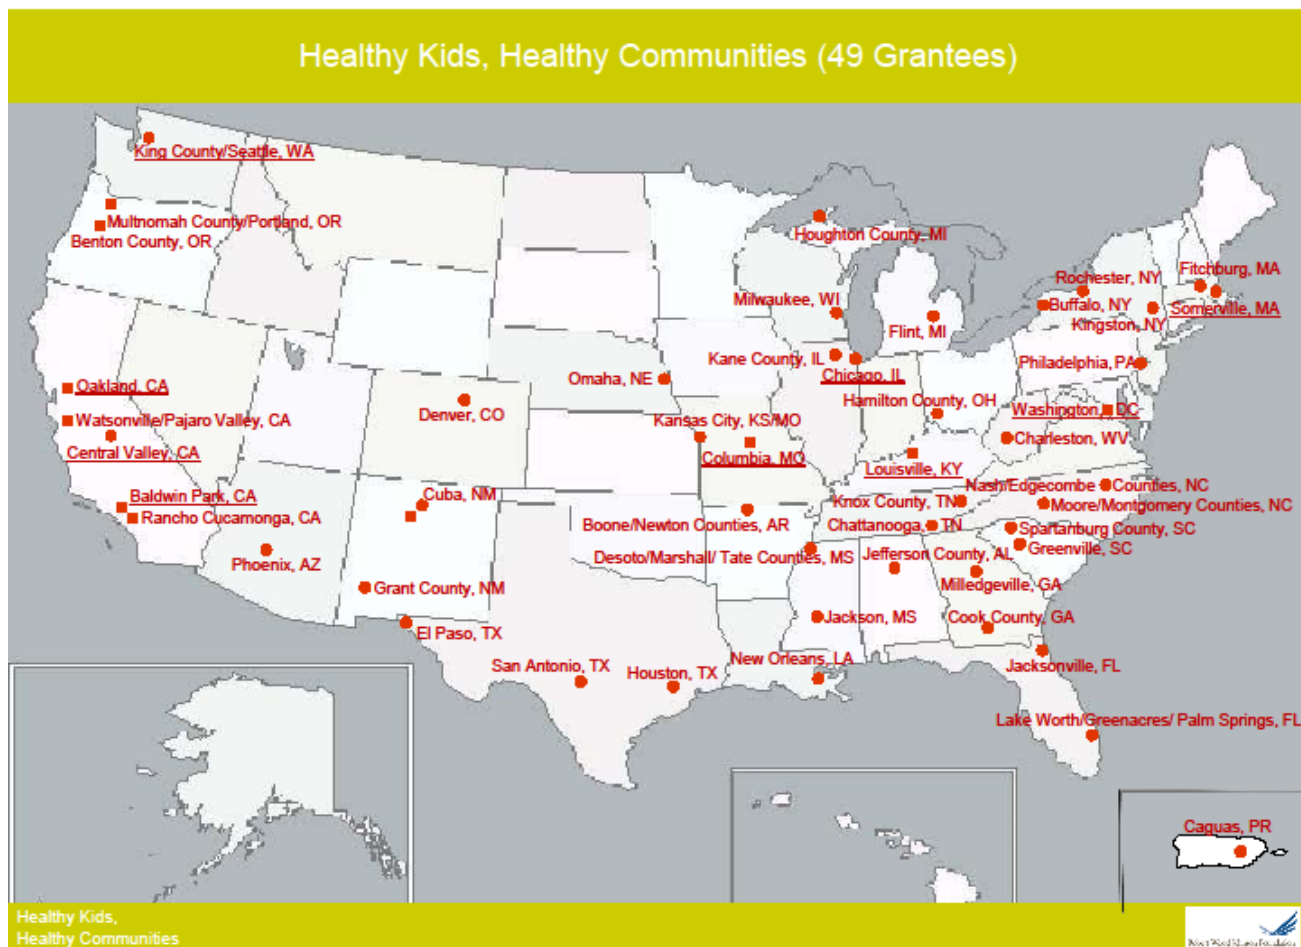 Healthy Kids, Healthy Communities (49 Grantees)
King County/Seattle, WA
Multnomah County/Portland, OR
Benton County, OR
Houghton County, MI
Rochester, NY
Fitchburg, MA
Milwaukee, WI
Buffalo, NY
Somerville, MA
Flint, MI
Kingston, NY
Kane County, IL
Philadelphia, PA
Oakland, CA
Omaha, NE
Chicago, IL
Denver, CO
Hamilton County, OH
Washington, DC
Watsonville/Pajaro Valley, CA
Kansas City, KS/MO
Charleston, WV
Central Valley, CA
Columbia, MO
Louisville, KY
Nash/Edgecombe Counties, NC
Baldwin Park, CA
Cuba, NM
Knox County, TN
Moore/Montgomery Counties, NC
Rancho Cucamonga, CA
Boone/Newton Counties, AR
Chattanooga, TN
Spartanburg County, SC
Greenville, SC
Phoenix, AZ
Desoto/Marshall/ Tate Counties, MS
Jefferson County, AL
Milledgeville, GA
Grant County, NM
Jackson, MS
Cook County, GA
El Paso, TX
San Antonio, TX
Houston, TX
New Orleans, LA
Jacksonville, FL
Lake Worth/Greenacres/ Palm Springs, FL
Caguas, PR
Healthy Kids,
Healthy Communities
Robert Wood Johnson Foundation